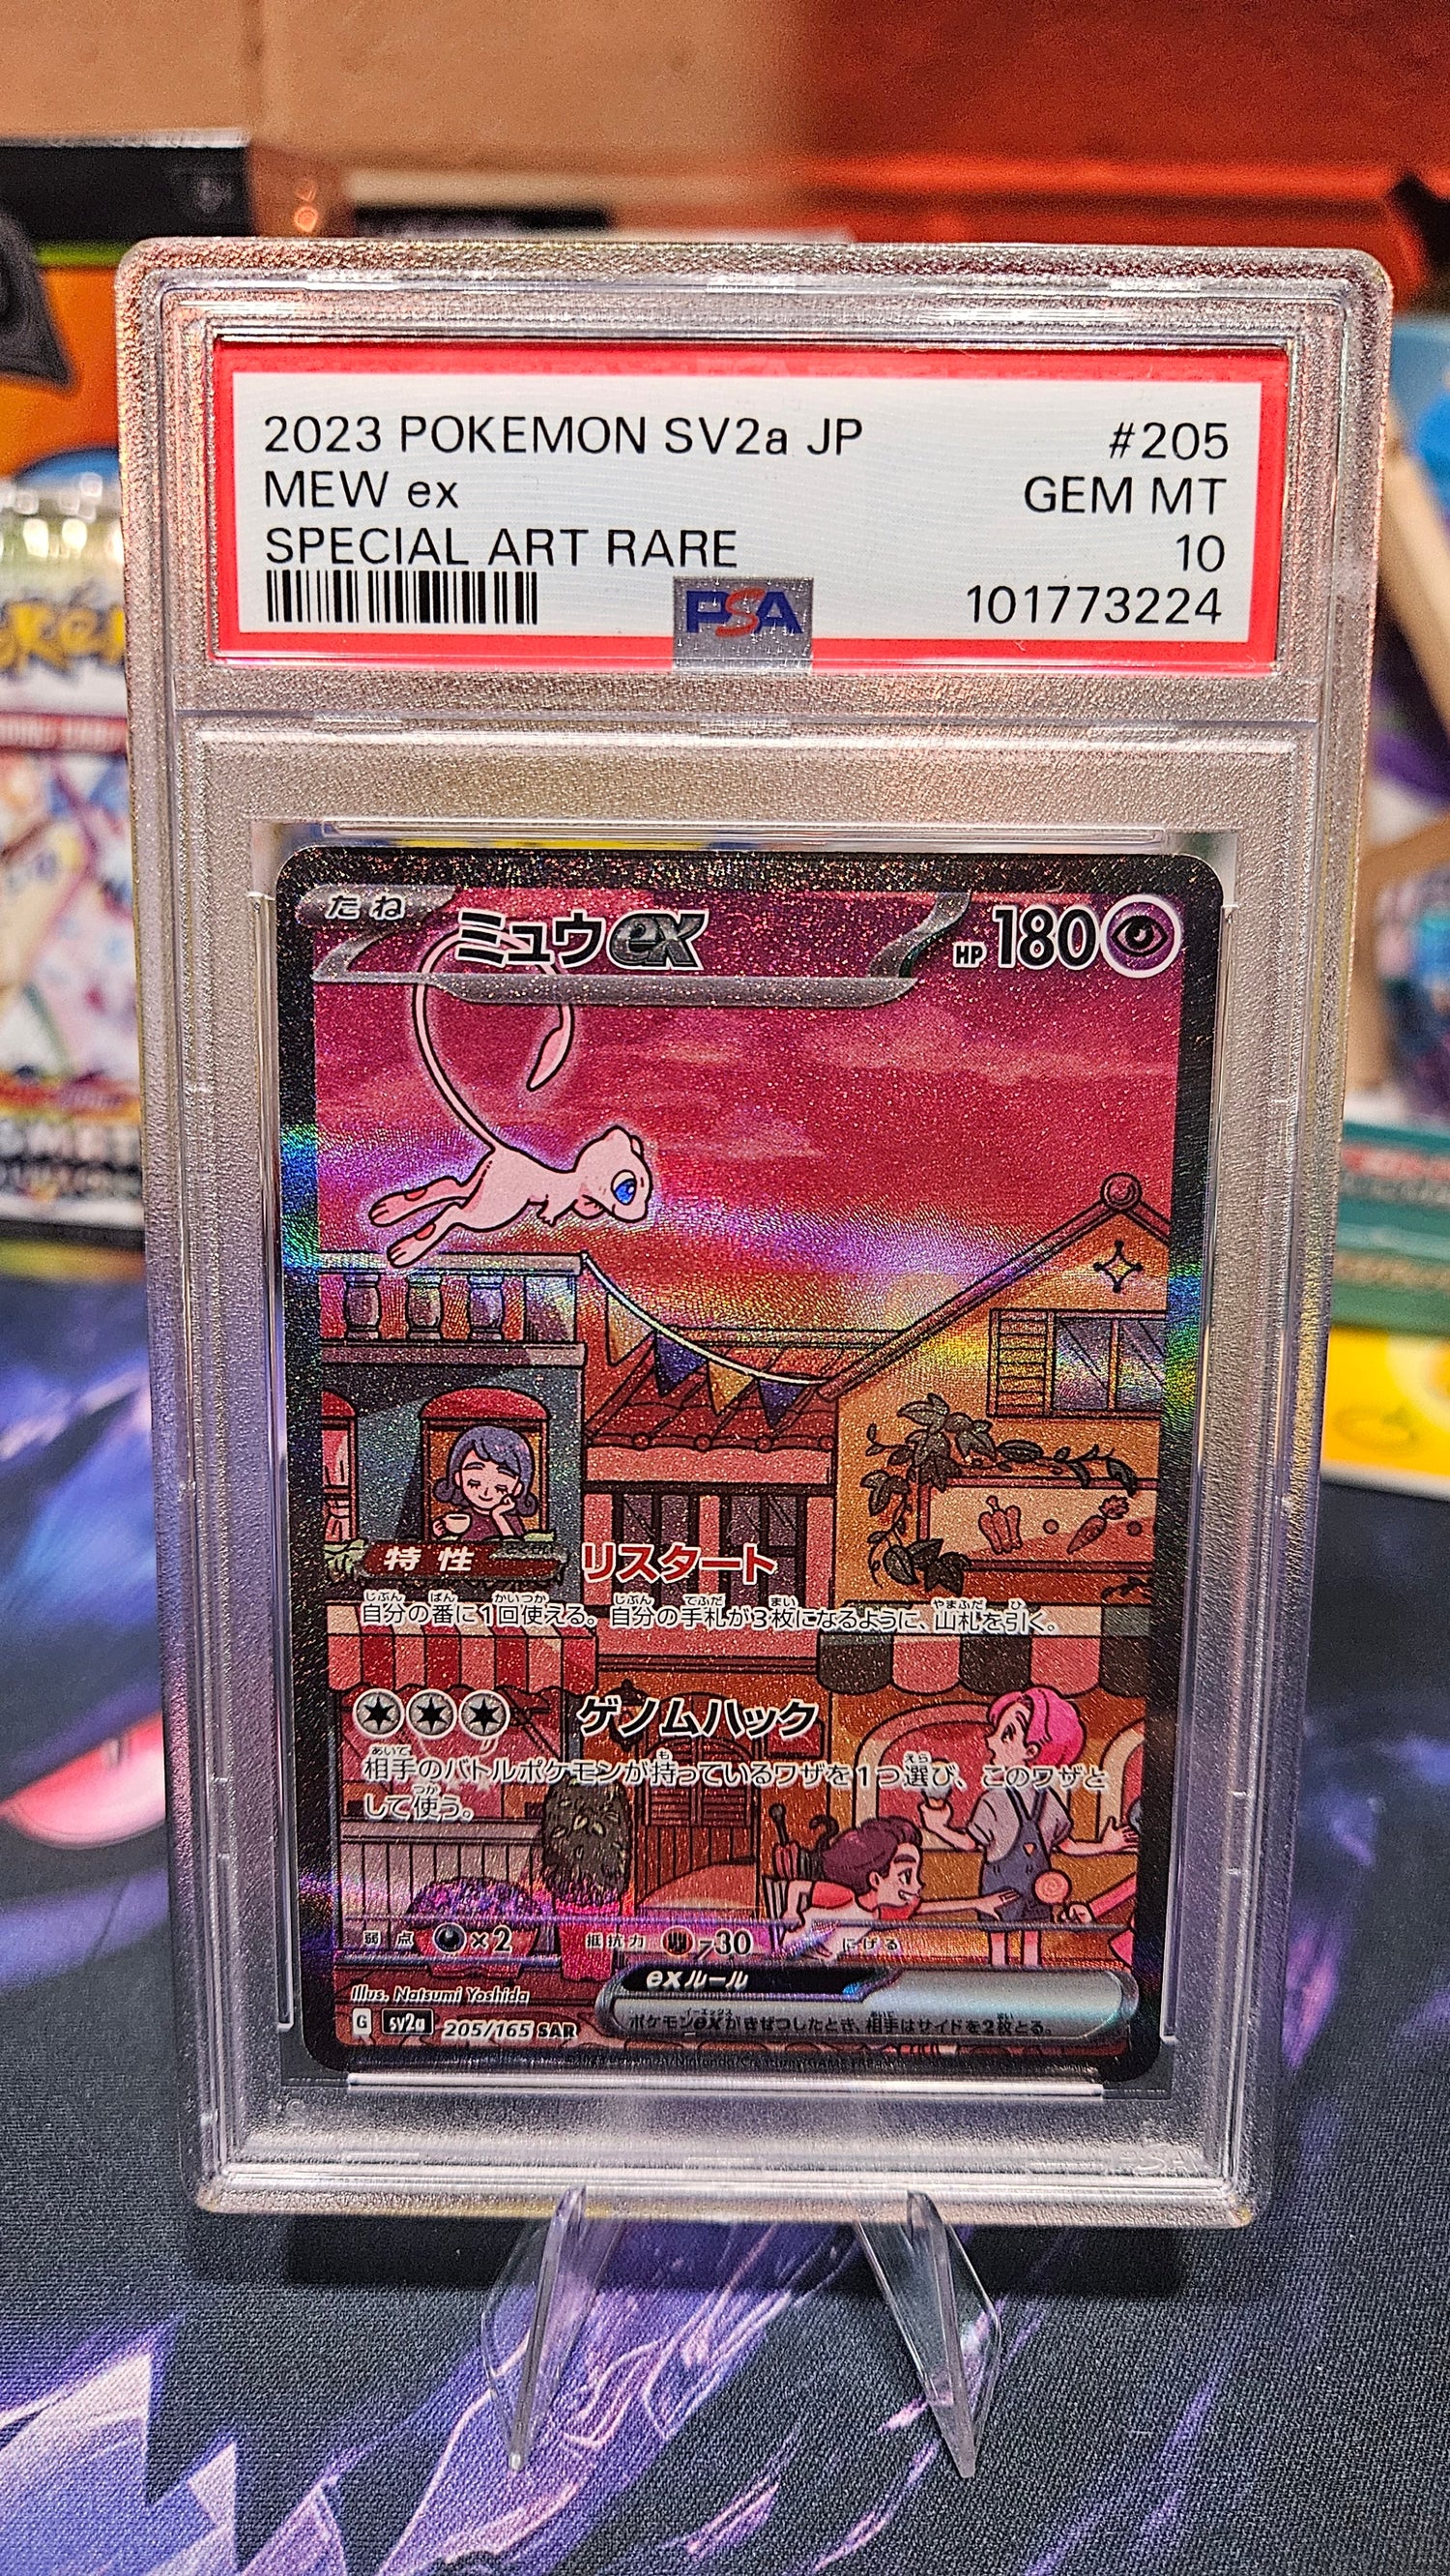 2023 POKEMON SV2a JP #205
MEW ex GEM MT
SPECIAL ART RARE 10
PSA 101773224
たね ミュウex HP 180
特性 リスタート
自分の番に1回使える。自分の手札が3枚になるように、山札を引く。
ゲノムハック
相手のバトルポケモンが持っているワザを1つ選び、このワザと
して使う。
弱点 ×2 抵抗力 -30 にげる
exルール
ポケモンexがきぜつしたとき、相手はサイドを2枚とる。
Illus. Natsumi Yoshida
G sv2a 205/165 SAR